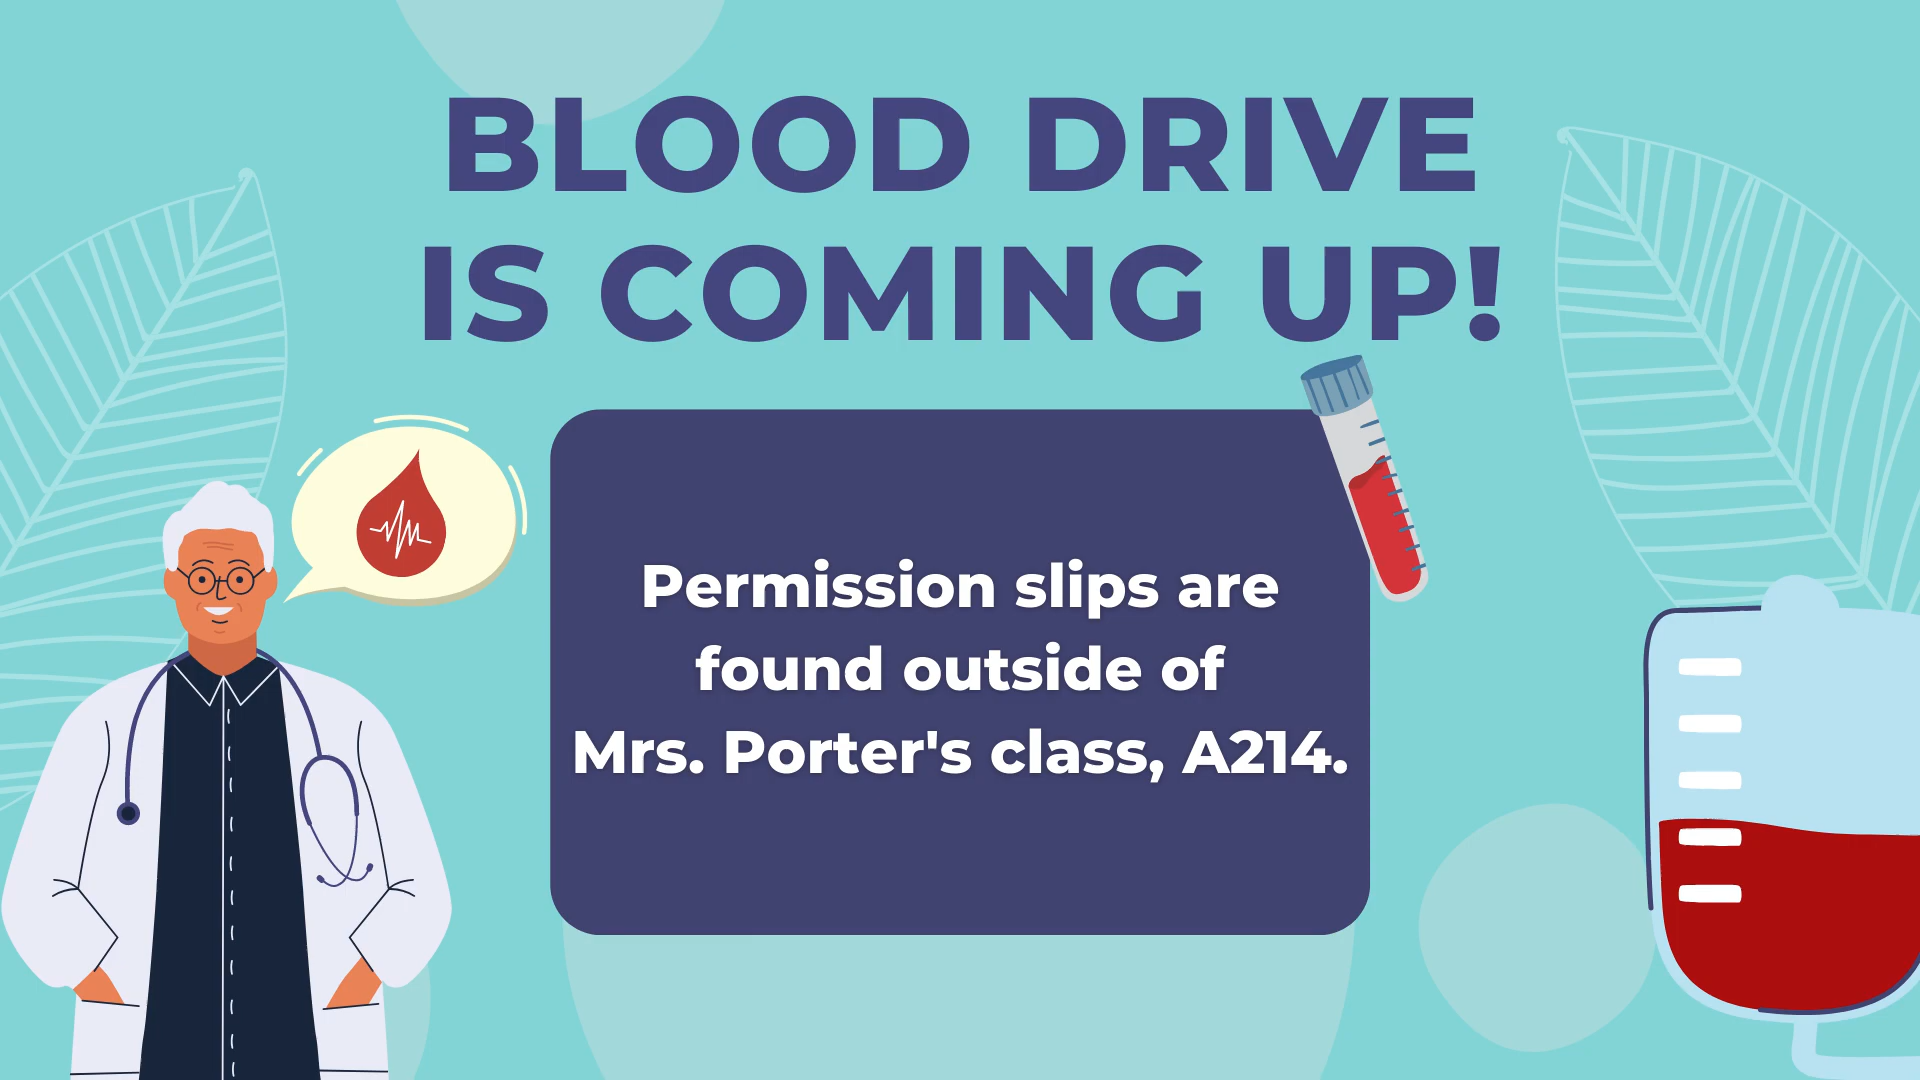 BLOOD DRIVE
IS COMING UP!
Permission slips are
found outside of
Mrs. Porter's class, A214.